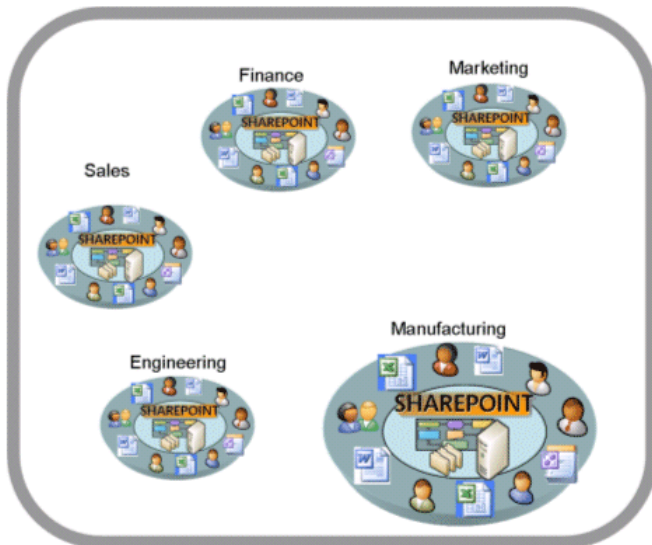 Finance
SHAREPOINT
Marketing
SHAREPOINT
Sales
SHAREPOINT
Engineering
SHAREPOINT
Manufacturing
SHAREPOINT